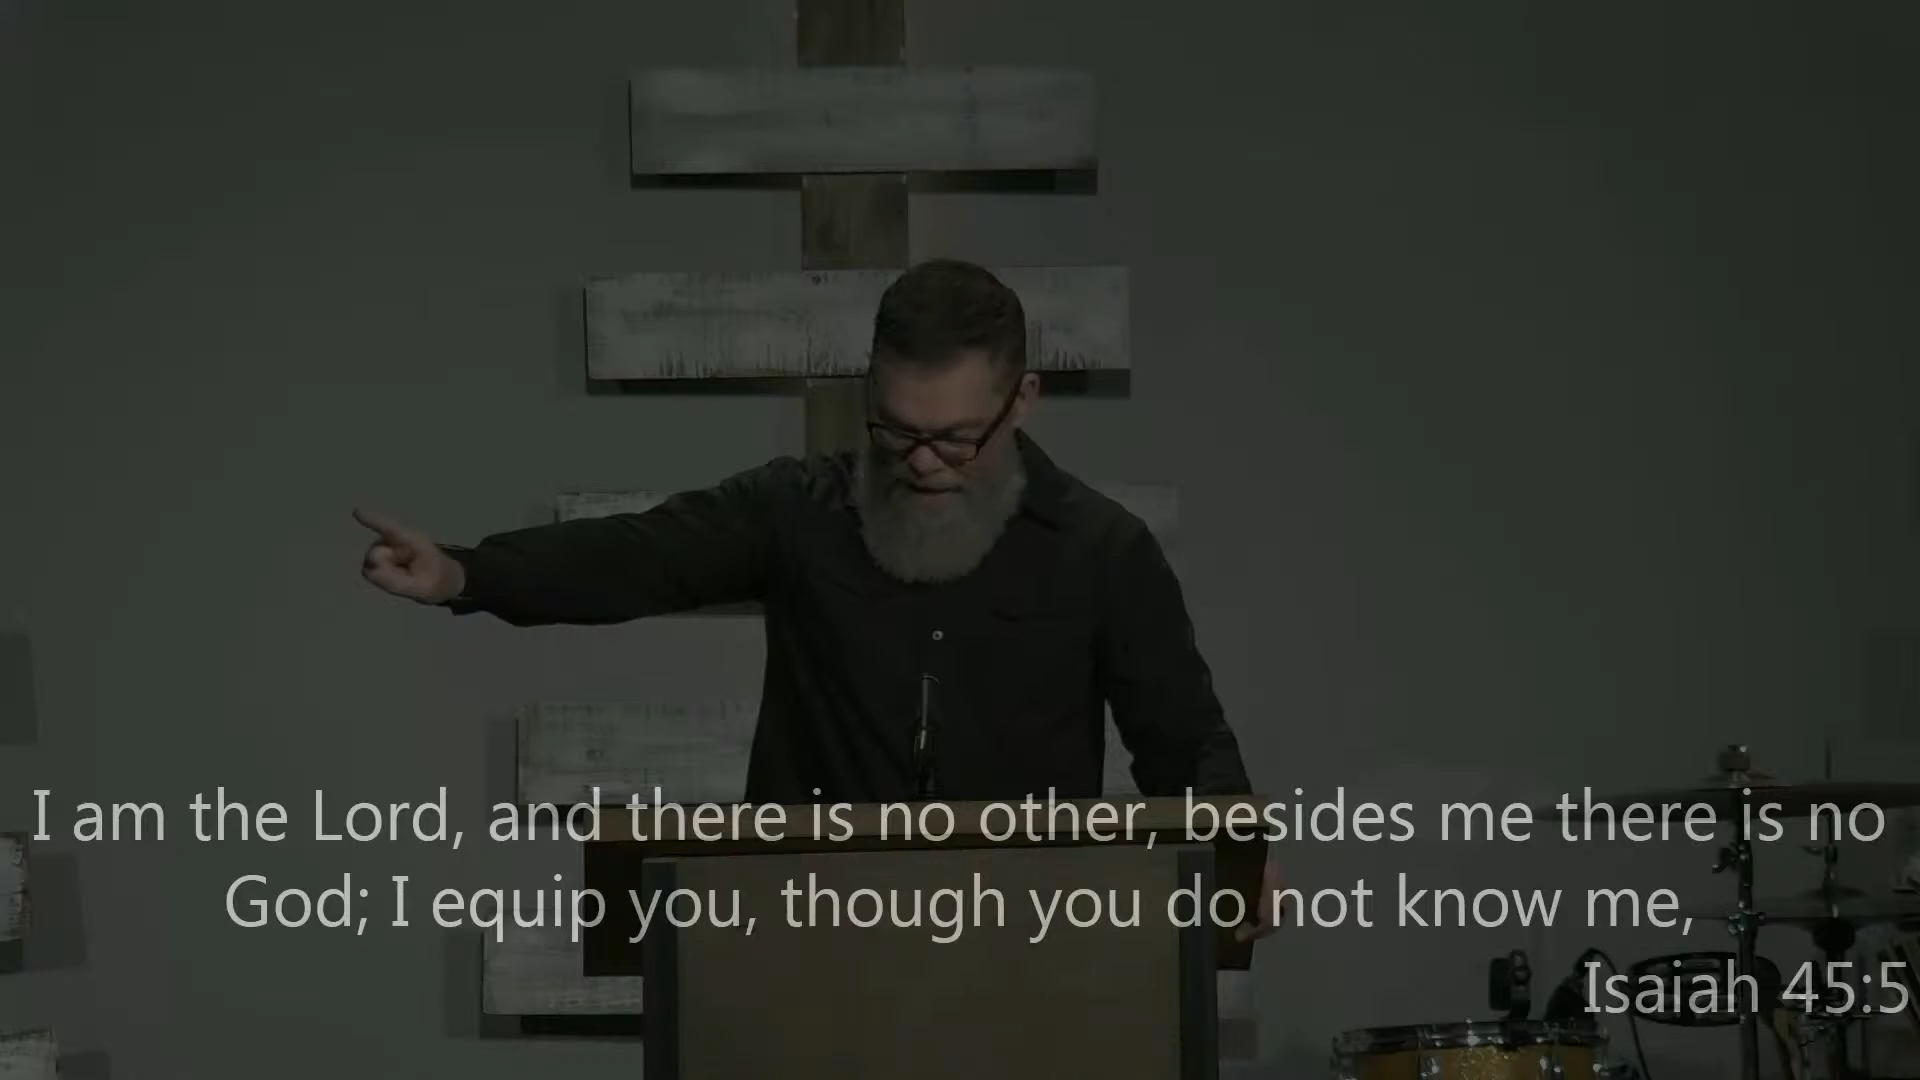 I am the Lord, and there is no other, besides me there is no
God; I equip you, though you do not know me,
Isaiah 45:5